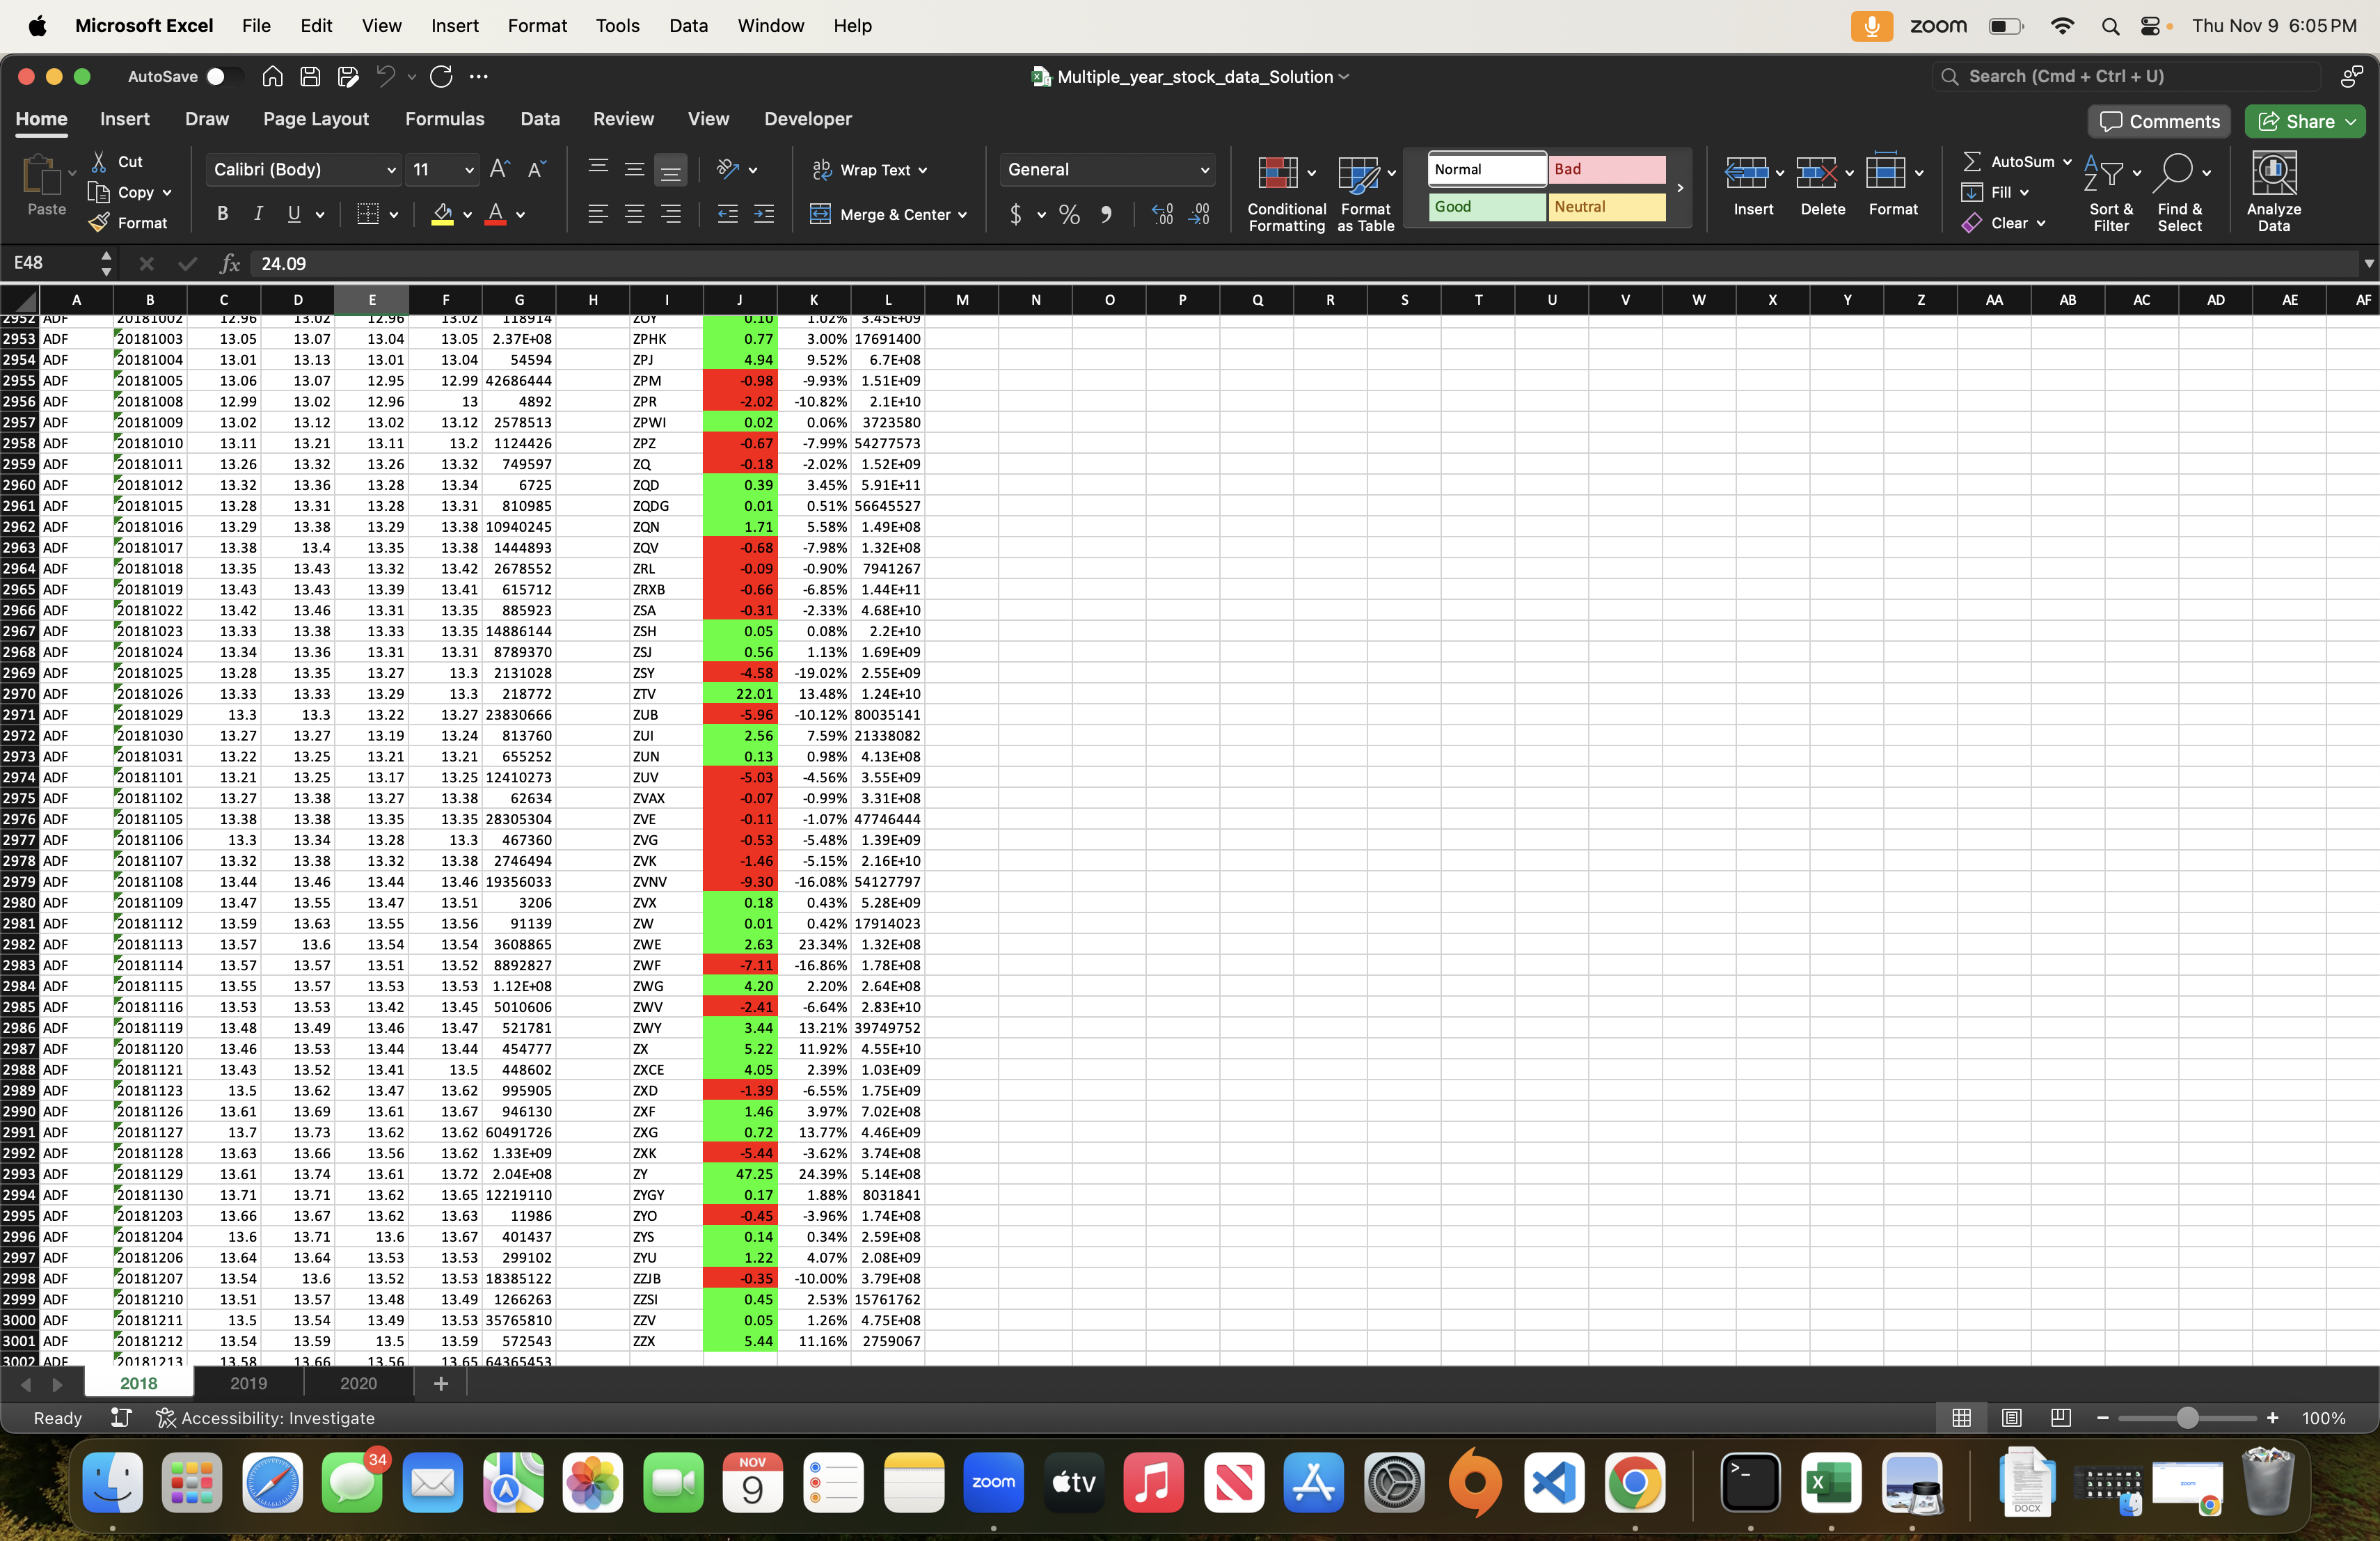 Microsoft Excel File Edit View Insert Format Tools Data Window Help zoom Thu Nov 9 6:05 PM
AutoSave Multiple_year_stock_data_Solution Search (Cmd + Ctrl + U)
Home Insert Draw Page Layout Formulas Data Review View Developer Comments Share
Paste Cut Copy Format
Calibri (Body) 11
B I U
ab Wrap Text
Merge & Center
General
$ % 9
Conditional Formatting
Format as Table
Normal Bad
Good Neutral
Insert Delete Format
AutoSum
Fill
Clear
Sort & Filter
Find & Select
Analyze Data
E48 fx 24.09
A B C D E F G H I J K L M N O P Q R S T U V W X Y Z AA AB AC AD AE AF
2952 ADF 20181002 12.96 13.02 12.96 13.02 118914 ZOY 0.10 1.02% 3.45E+09
2953 ADF 20181003 13.05 13.07 13.04 13.05 2.37E+08 ZPHK 0.77 3.00% 17691400
2954 ADF 20181004 13.01 13.13 13.01 13.04 54594 ZPJ 4.94 9.52% 6.7E+08
2955 ADF 20181005 13.06 13.07 12.95 12.99 42686444 ZPM -0.98 -9.93% 1.51E+09
2956 ADF 20181008 12.99 13.02 12.96 13 4892 ZPR -2.02 -10.82% 2.1E+10
2957 ADF 20181009 13.02 13.12 13.02 13.12 2578513 ZPWI 0.02 0.06% 3723580
2958 ADF 20181010 13.11 13.21 13.11 13.2 1124426 ZPZ -0.67 -7.99% 54277573
2959 ADF 20181011 13.26 13.32 13.26 13.32 749597 ZQ -0.18 -2.02% 1.52E+09
2960 ADF 20181012 13.32 13.36 13.28 13.34 6725 ZQD 0.39 3.45% 5.91E+11
2961 ADF 20181015 13.28 13.31 13.28 13.31 810985 ZQDG 0.01 0.51% 56645527
2962 ADF 20181016 13.29 13.38 13.29 13.38 10940245 ZQN 1.71 5.58% 1.49E+08
2963 ADF 20181017 13.38 13.4 13.35 13.38 1444893 ZQV -0.68 -7.98% 1.32E+08
2964 ADF 20181018 13.35 13.43 13.32 13.42 2678552 ZRL -0.09 -0.90% 7941267
2965 ADF 20181019 13.43 13.43 13.39 13.41 615712 ZRXB -0.66 -6.85% 1.44E+11
2966 ADF 20181022 13.42 13.46 13.31 13.35 885923 ZSA -0.31 -2.33% 4.68E+10
2967 ADF 20181023 13.33 13.38 13.33 13.35 14886144 ZSH 0.05 0.08% 2.2E+10
2968 ADF 20181024 13.34 13.36 13.31 13.31 8789370 ZSJ 0.56 1.13% 1.69E+09
2969 ADF 20181025 13.28 13.35 13.27 13.3 2131028 ZSY -4.58 -19.02% 2.55E+09
2970 ADF 20181026 13.33 13.33 13.29 13.3 218772 ZTV 22.01 13.48% 1.24E+10
2971 ADF 20181029 13.3 13.3 13.22 13.27 23830666 ZUB -5.96 -10.12% 80035141
2972 ADF 20181030 13.27 13.27 13.19 13.24 813760 ZUI 2.56 7.59% 21338082
2973 ADF 20181031 13.22 13.25 13.21 13.21 655252 ZUN 0.13 0.98% 4.13E+08
2974 ADF 20181101 13.21 13.25 13.17 13.25 12410273 ZUV -5.03 -4.56% 3.55E+09
2975 ADF 20181102 13.27 13.38 13.27 13.38 62634 ZVAX -0.07 -0.99% 3.31E+08
2976 ADF 20181105 13.38 13.38 13.35 13.35 28305304 ZVE -0.11 -1.07% 47746444
2977 ADF 20181106 13.3 13.34 13.28 13.3 467360 ZVG -0.53 -5.48% 1.39E+09
2978 ADF 20181107 13.32 13.38 13.32 13.38 2746494 ZVK -1.46 -5.15% 2.16E+10
2979 ADF 20181108 13.44 13.46 13.44 13.46 19356033 ZVNV -9.30 -16.08% 54127797
2980 ADF 20181109 13.47 13.55 13.47 13.51 3206 ZVX 0.18 0.43% 5.28E+09
2981 ADF 20181112 13.59 13.63 13.55 13.56 91139 ZW 0.01 0.42% 17914023
2982 ADF 20181113 13.57 13.6 13.54 13.54 3608865 ZWE 2.63 23.34% 1.32E+08
2983 ADF 20181114 13.57 13.57 13.51 13.52 8892827 ZWF -7.11 -16.86% 1.78E+08
2984 ADF 20181115 13.55 13.57 13.53 13.53 1.12E+08 ZWG 4.20 2.20% 2.64E+08
2985 ADF 20181116 13.53 13.53 13.42 13.45 5010606 ZWV -2.41 -6.64% 2.83E+10
2986 ADF 20181119 13.48 13.49 13.46 13.47 521781 ZWY 3.44 13.21% 39749752
2987 ADF 20181120 13.46 13.53 13.44 13.44 454777 ZX 5.22 11.92% 4.55E+10
2988 ADF 20181121 13.43 13.52 13.41 13.5 448602 ZXCE 4.05 2.39% 1.03E+09
2989 ADF 20181123 13.5 13.62 13.47 13.62 995905 ZXD -1.39 -6.55% 1.75E+09
2990 ADF 20181126 13.61 13.69 13.61 13.67 946130 ZXF 1.46 3.97% 7.02E+08
2991 ADF 20181127 13.7 13.73 13.62 13.62 60491726 ZXG 0.72 13.77% 4.46E+09
2992 ADF 20181128 13.63 13.66 13.56 13.62 1.33E+09 ZXK -5.44 -3.62% 3.74E+08
2993 ADF 20181129 13.61 13.74 13.61 13.72 2.04E+08 ZY 47.25 24.39% 5.14E+08
2994 ADF 20181130 13.71 13.71 13.62 13.65 12219110 ZYGY 0.17 1.88% 8031841
2995 ADF 20181203 13.66 13.67 13.62 13.63 11986 ZYO -0.45 -3.96% 1.74E+08
2996 ADF 20181204 13.6 13.71 13.6 13.67 401437 ZYS 0.14 0.34% 2.59E+08
2997 ADF 20181206 13.64 13.64 13.53 13.53 299102 ZYU 1.22 4.07% 2.08E+09
2998 ADF 20181207 13.54 13.6 13.52 13.53 18385122 ZZJB -0.35 -10.00% 3.79E+08
2999 ADF 20181210 13.51 13.57 13.48 13.49 1266263 ZZSI 0.45 2.53% 15761762
3000 ADF 20181211 13.5 13.54 13.49 13.53 35765810 ZZV 0.05 1.26% 4.75E+08
3001 ADF 20181212 13.54 13.59 13.5 13.59 572543 ZZX 5.44 11.16% 2759067
3002 ADF 20181213 13.58 13.66 13.56 13.65 64365453
2018 2019 2020 +
Ready Accessibility: Investigate 100%
34 NOV 9 zoom tv DOCX